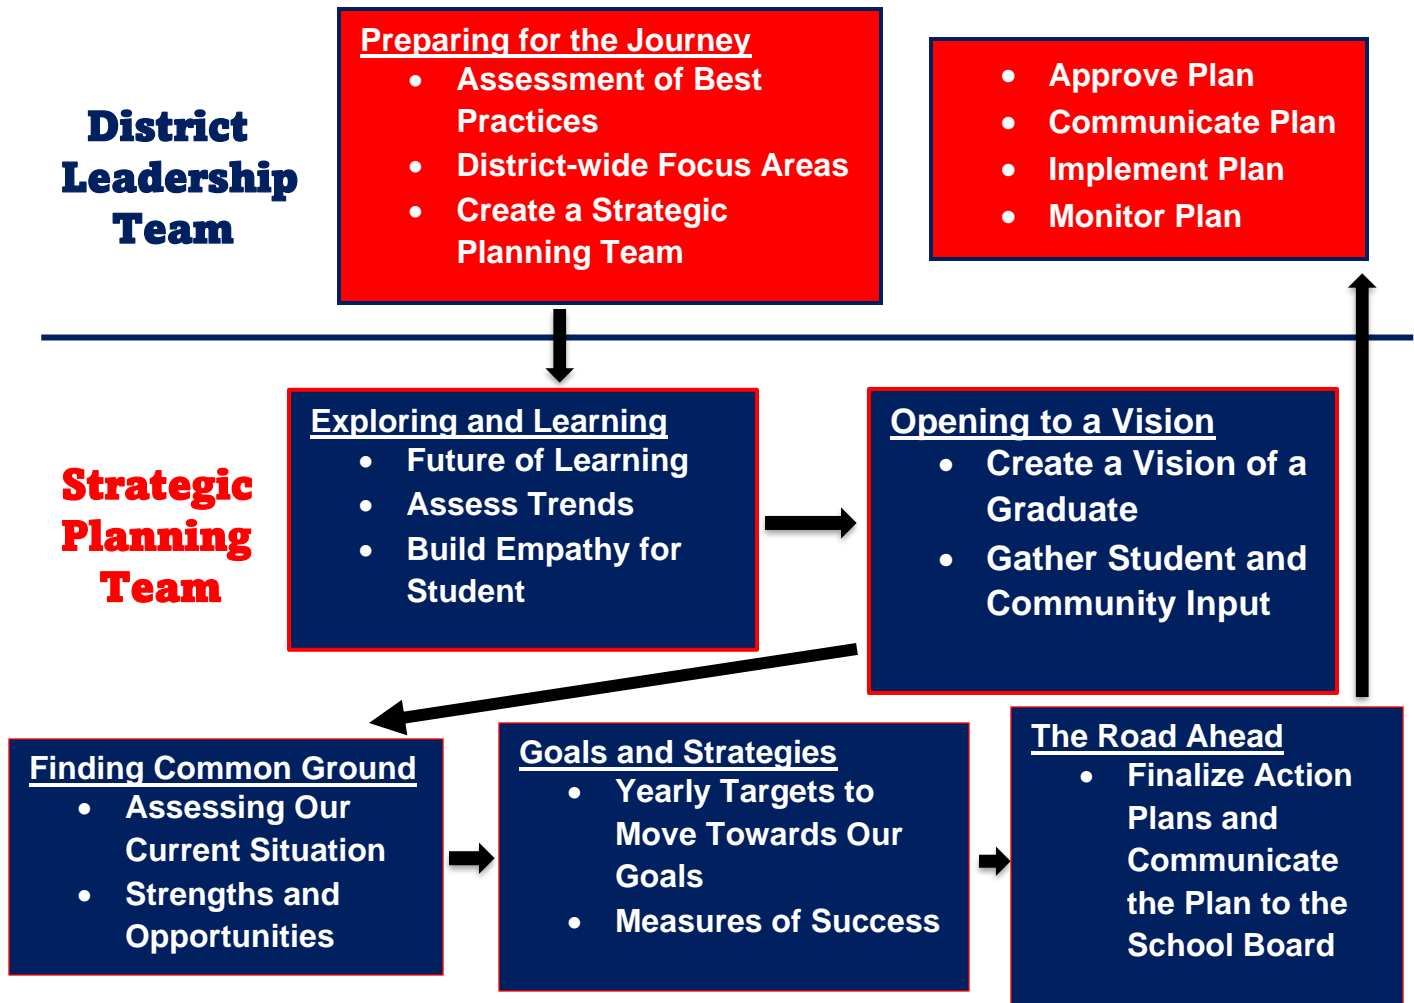 District
Leadership
Team
Preparing for the Journey
• Assessment of Best
Practices
• District-wide Focus Areas
• Create a Strategic
Planning Team
• Approve Plan
• Communicate Plan
• Implement Plan
• Monitor Plan
Strategic
Planning
Team
Exploring and Learning
• Future of Learning
• Assess Trends
• Build Empathy for
Student
Opening to a Vision
• Create a Vision of a
Graduate
• Gather Student and
Community Input
Finding Common Ground
• Assessing Our
Current Situation
• Strengths and
Opportunities
Goals and Strategies
• Yearly Targets to
Move Towards Our
Goals
• Measures of Success
The Road Ahead
• Finalize Action
Plans and
Communicate
the Plan to the
School Board